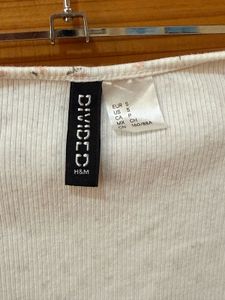 DIVIDED
H&M
EUR S
US S
CA P
MX CH
CN 160/88A